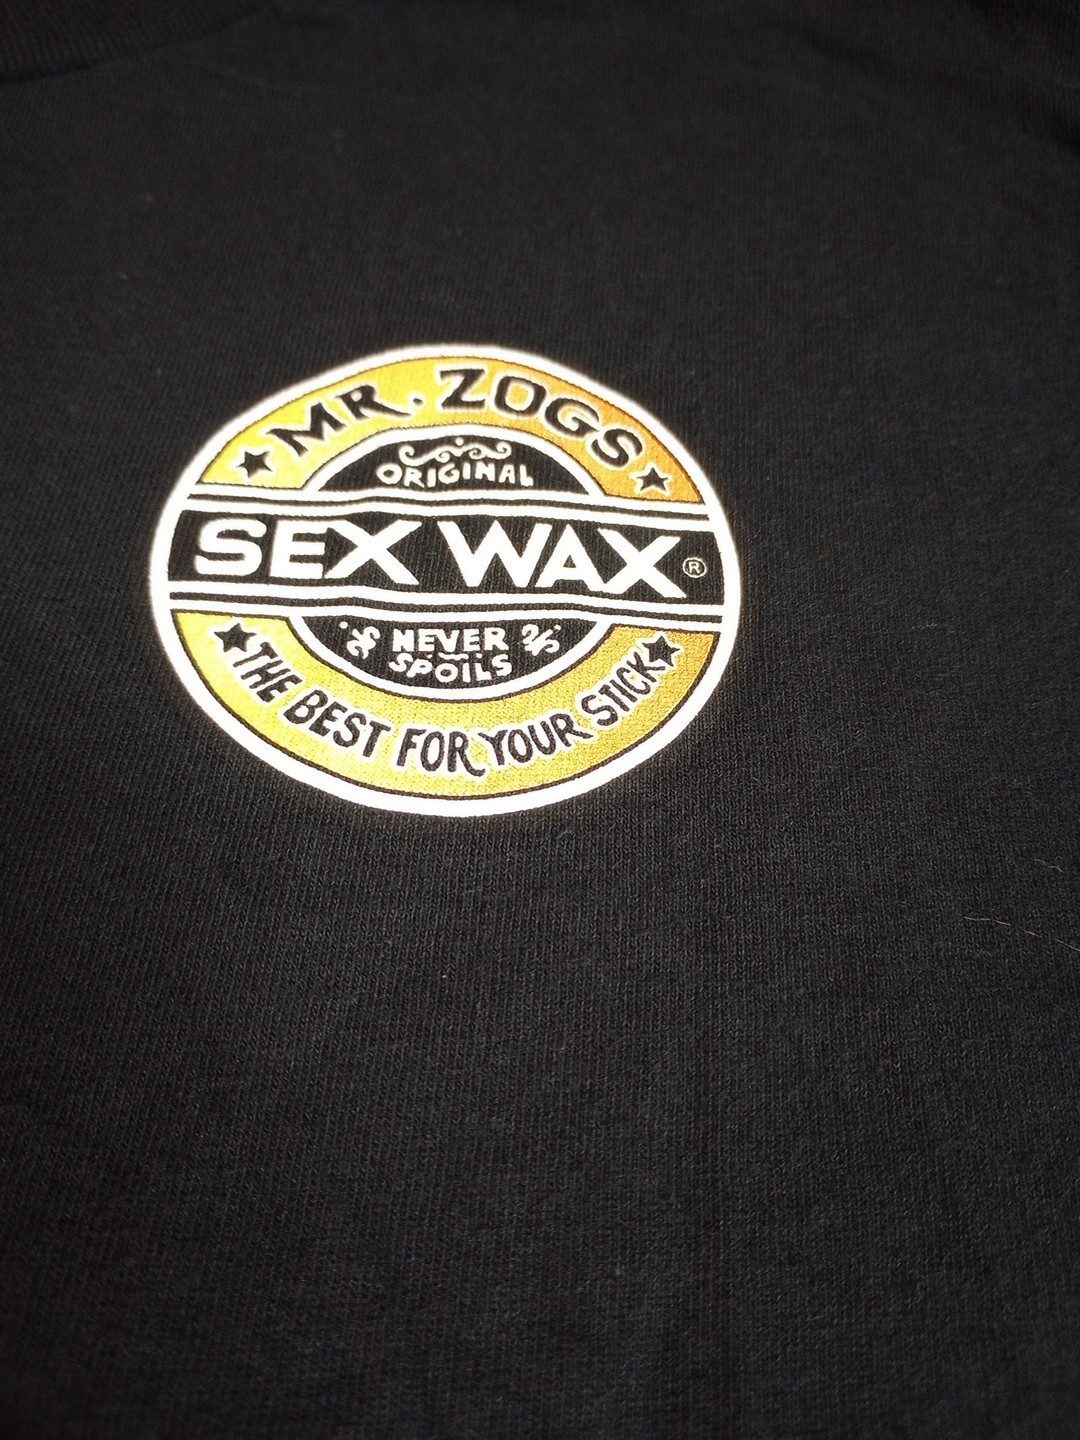 MR. ZOGS
ORIGINAL
SEX WAX®
NEVER
SPOILS
THE BEST FOR YOUR STICK